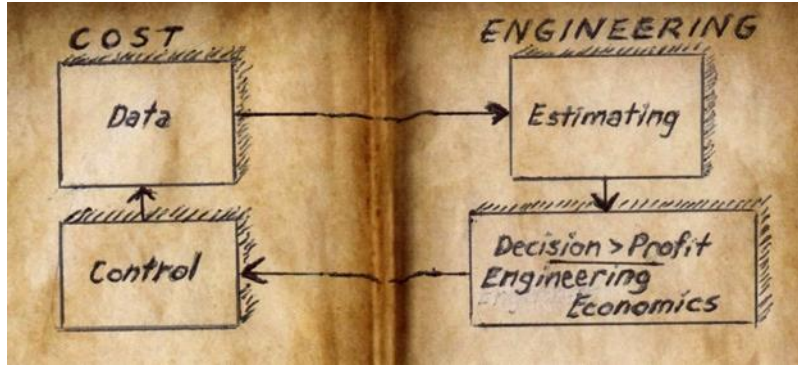 COST
ENGINEERING
Data
Estimating
Control
Decision > Profit
Engineering
Economics